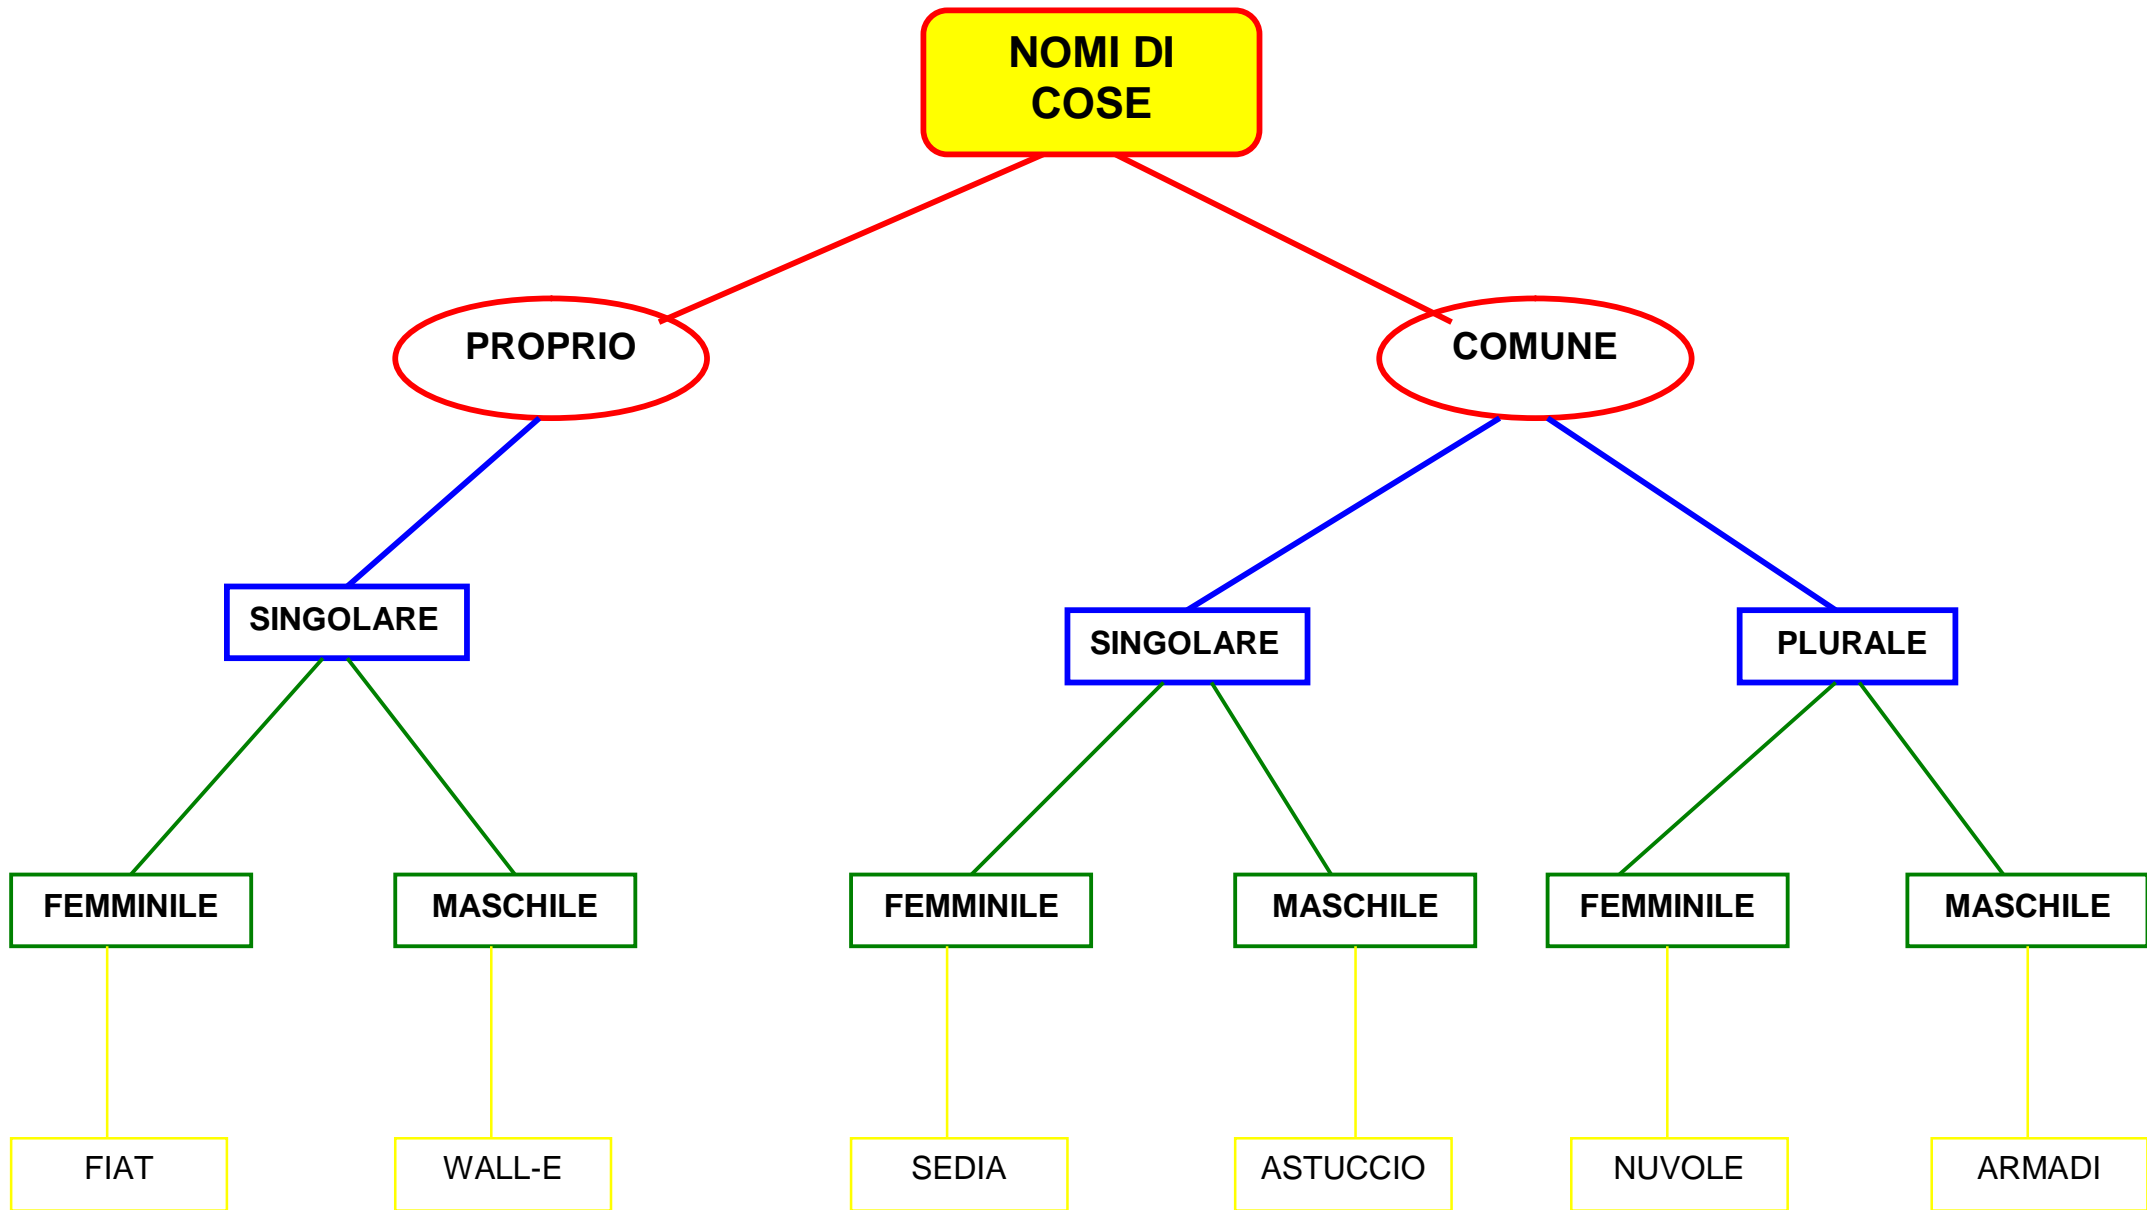 NOMI DI
COSE
PROPRIO
COMUNE
SINGOLARE
SINGOLARE
PLURALE
FEMMINILE
MASCHILE
FEMMINILE
MASCHILE
FEMMINILE
MASCHILE
FIAT
WALL-E
SEDIA
ASTUCCIO
NUVOLE
ARMADI